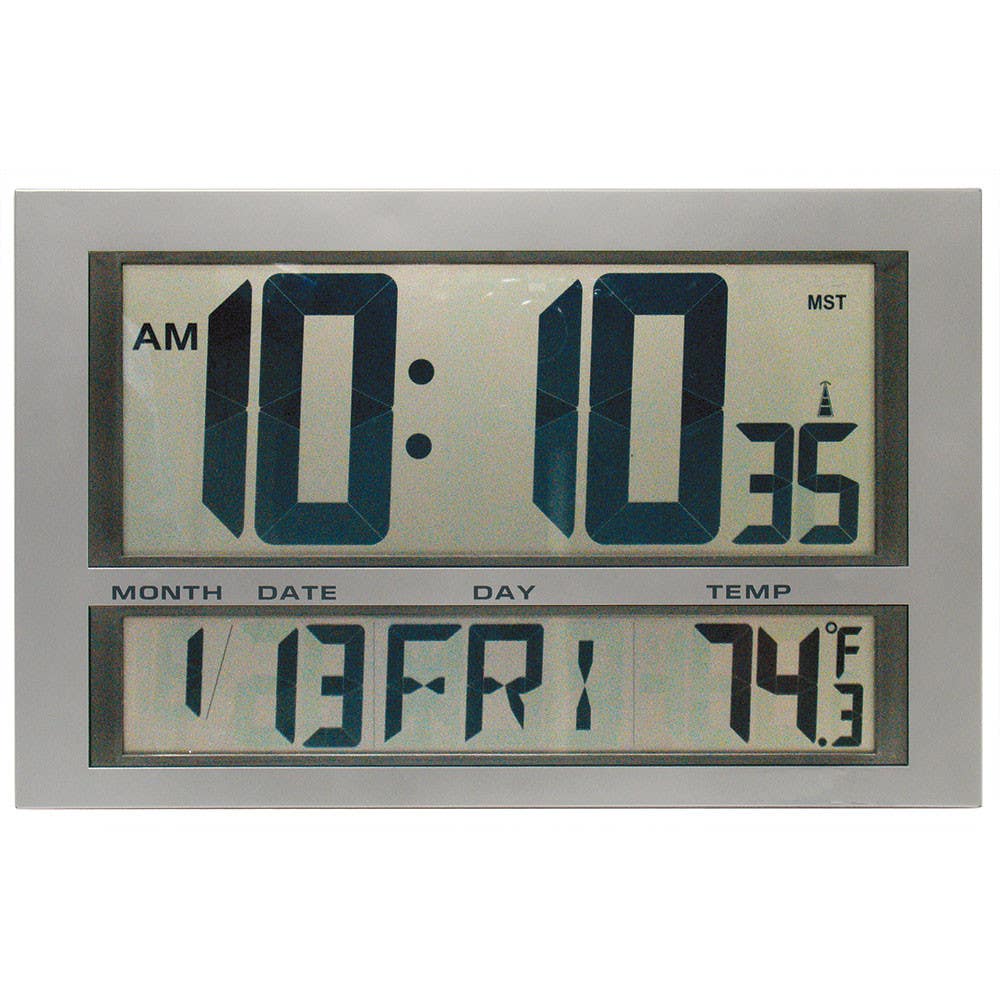 MST
AM 10:10 35
MONTH DATE DAY TEMP
1/13 FRI 74.3°F